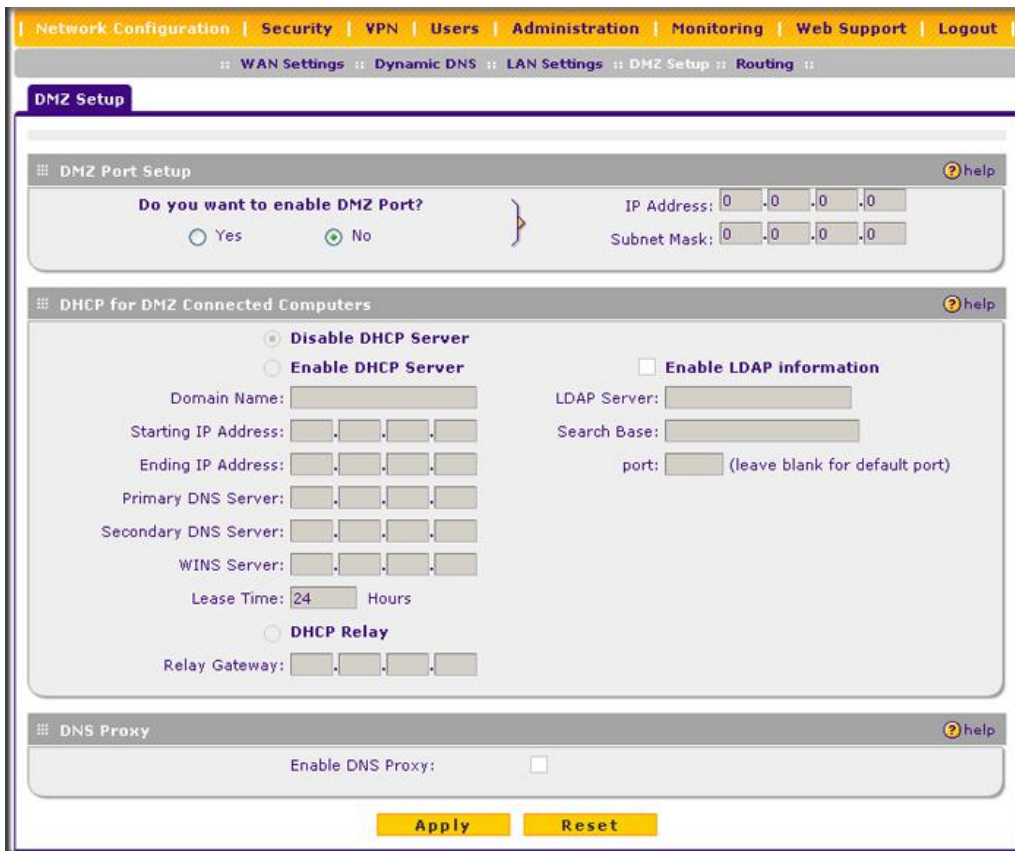 | Network Configuration | Security | VPN | Users | Administration | Monitoring | Web Support | Logout |
:: WAN Settings :: Dynamic DNS :: LAN Settings :: DMZ Setup :: Routing ::
DMZ Setup
DMZ Port Setup
help
Do you want to enable DMZ Port?
Yes No
IP Address: 0 .0 .0 .0
Subnet Mask: 0 .0 .0 .0
DHCP for DMZ Connected Computers
help
Disable DHCP Server
Enable DHCP Server
Domain Name:
Starting IP Address: . . .
Ending IP Address: . . .
Primary DNS Server: . . .
Secondary DNS Server: . . .
WINS Server: . . .
Lease Time: 24 Hours
DHCP Relay
Relay Gateway: . . .
Enable LDAP information
LDAP Server:
Search Base:
port: (leave blank for default port)
DNS Proxy
help
Enable DNS Proxy:
Apply Reset